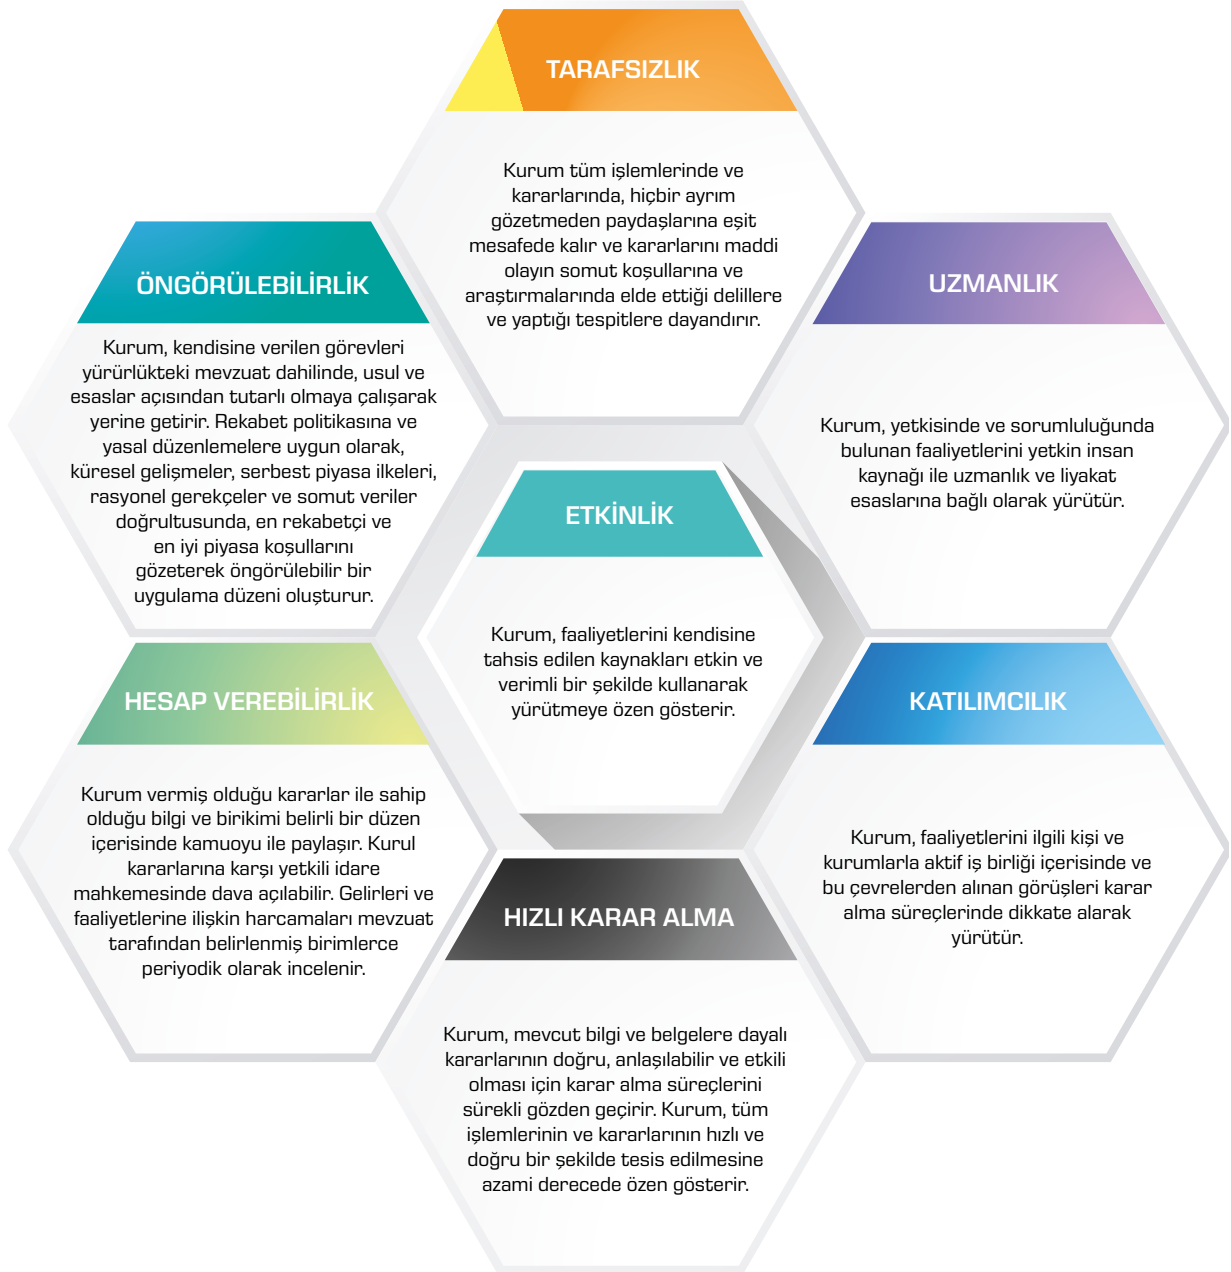 TARAFSIZLIK
Kurum tüm işlemlerinde ve
kararlarında, hiçbir ayrım
gözetmeden paydaşlarına eşit
mesafede kalır ve kararlarını maddi
olayın somut koşullarına ve
araştırmalarında elde ettiği delillere
ve yaptığı tespitlere dayandırır.
ÖNGÖRÜLEBİLİRLİK
Kurum, kendisine verilen görevleri
yürürlükteki mevzuat dahilinde, usul ve
esaslar açısından tutarlı olmaya çalışarak
yerine getirir. Rekabet politikasına ve
yasal düzenlemelere uygun olarak,
küresel gelişmeler, serbest piyasa ilkeleri,
rasyonel gerekçeler ve somut veriler
doğrultusunda, en rekabetçi ve
en iyi piyasa koşullarını
gözeterek öngörülebilir bir
uygulama düzeni oluşturur.
UZMANLIK
Kurum, yetkisinde ve sorumluluğunda
bulunan faaliyetlerini yetkin insan
kaynağı ile uzmanlık ve liyakat
esaslarına bağlı olarak yürütür.
ETKİNLİK
Kurum, faaliyetlerini kendisine
tahsis edilen kaynakları etkin ve
verimli bir şekilde kullanarak
yürütmeye özen gösterir.
HESAP VEREBİLİRLİK
Kurum vermiş olduğu kararlar ile sahip
olduğu bilgi ve birikimi belirli bir düzen
içerisinde kamuoyu ile paylaşır. Kurul
kararlarına karşı yetkili idare
mahkemesinde dava açılabilir. Gelirleri ve
faaliyetlerine ilişkin harcamaları mevzuat
tarafından belirlenmiş birimlerce
periyodik olarak incelenir.
KATILIMCILIK
Kurum, faaliyetlerini ilgili kişi ve
kurumlarla aktif iş birliği içerisinde ve
bu çevrelerden alınan görüşleri karar
alma süreçlerinde dikkate alarak
yürütür.
HIZLI KARAR ALMA
Kurum, mevcut bilgi ve belgelere dayalı
kararlarının doğru, anlaşılabilir ve etkili
olması için karar alma süreçlerini
sürekli gözden geçirir. Kurum, tüm
işlemlerinin ve kararlarının hızlı ve
doğru bir şekilde tesis edilmesine
azami derecede özen gösterir.